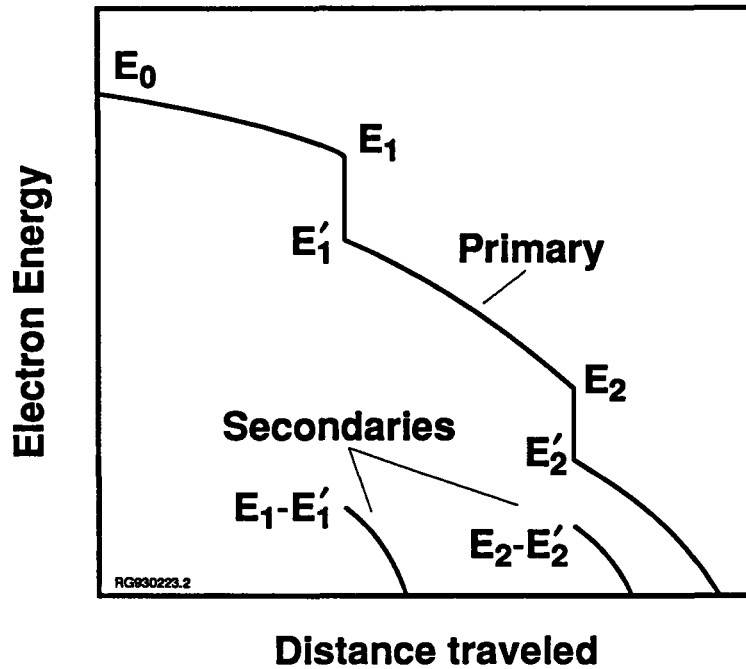 E₀
E₁
E₁′
Primary
E₂
E₂′
Secondaries
E₁-E₁′
E₂-E₂′
RG930223.2
Electron Energy
Distance traveled